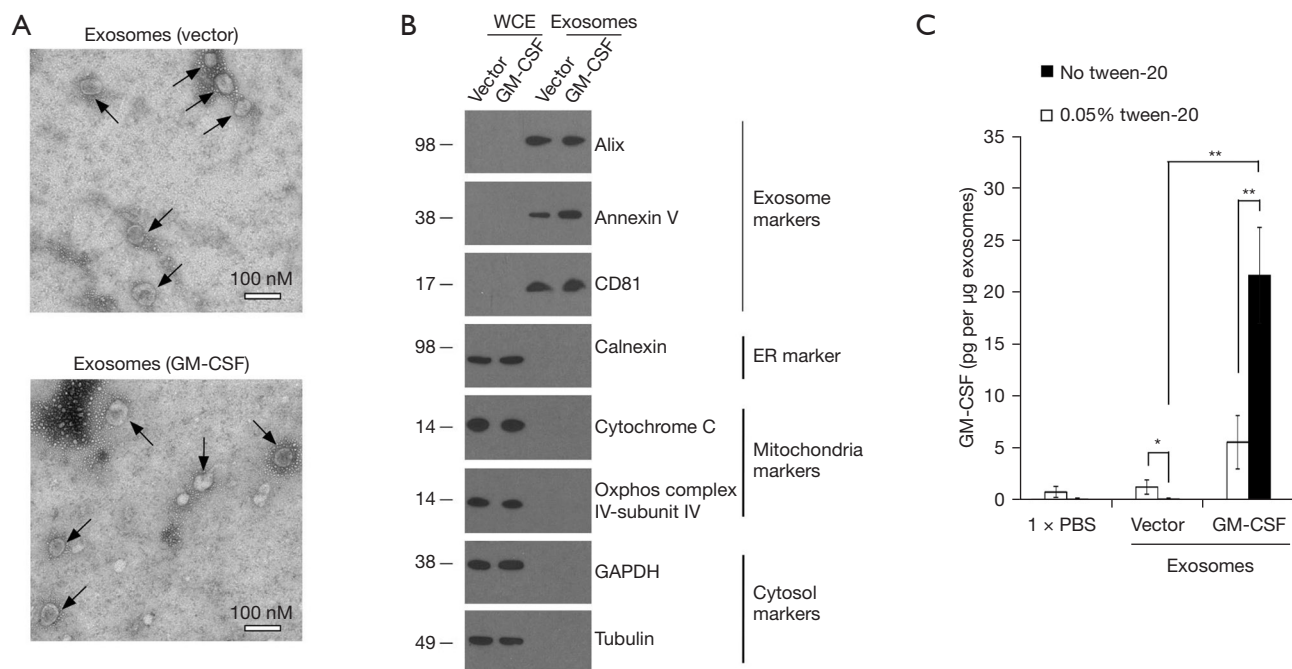 A
Exosomes (vector)
100 nM
Exosomes (GM-CSF)
100 nM
B
WCE Exosomes
Vector
GM-CSF
Vector
GM-CSF
98
Alix
38
Annexin V
17
CD81
Exosome
markers
98
Calnexin
ER marker
14
Cytochrome C
14
Oxphos complex
IV-subunit IV
Mitochondria
markers
38
GAPDH
49
Tubulin
Cytosol
markers
C
No tween-20
0.05% tween-20
GM-CSF (pg per µg exosomes)
35
30
25
20
15
10
5
0
**
**
*
1 × PBS
Vector
GM-CSF
Exosomes